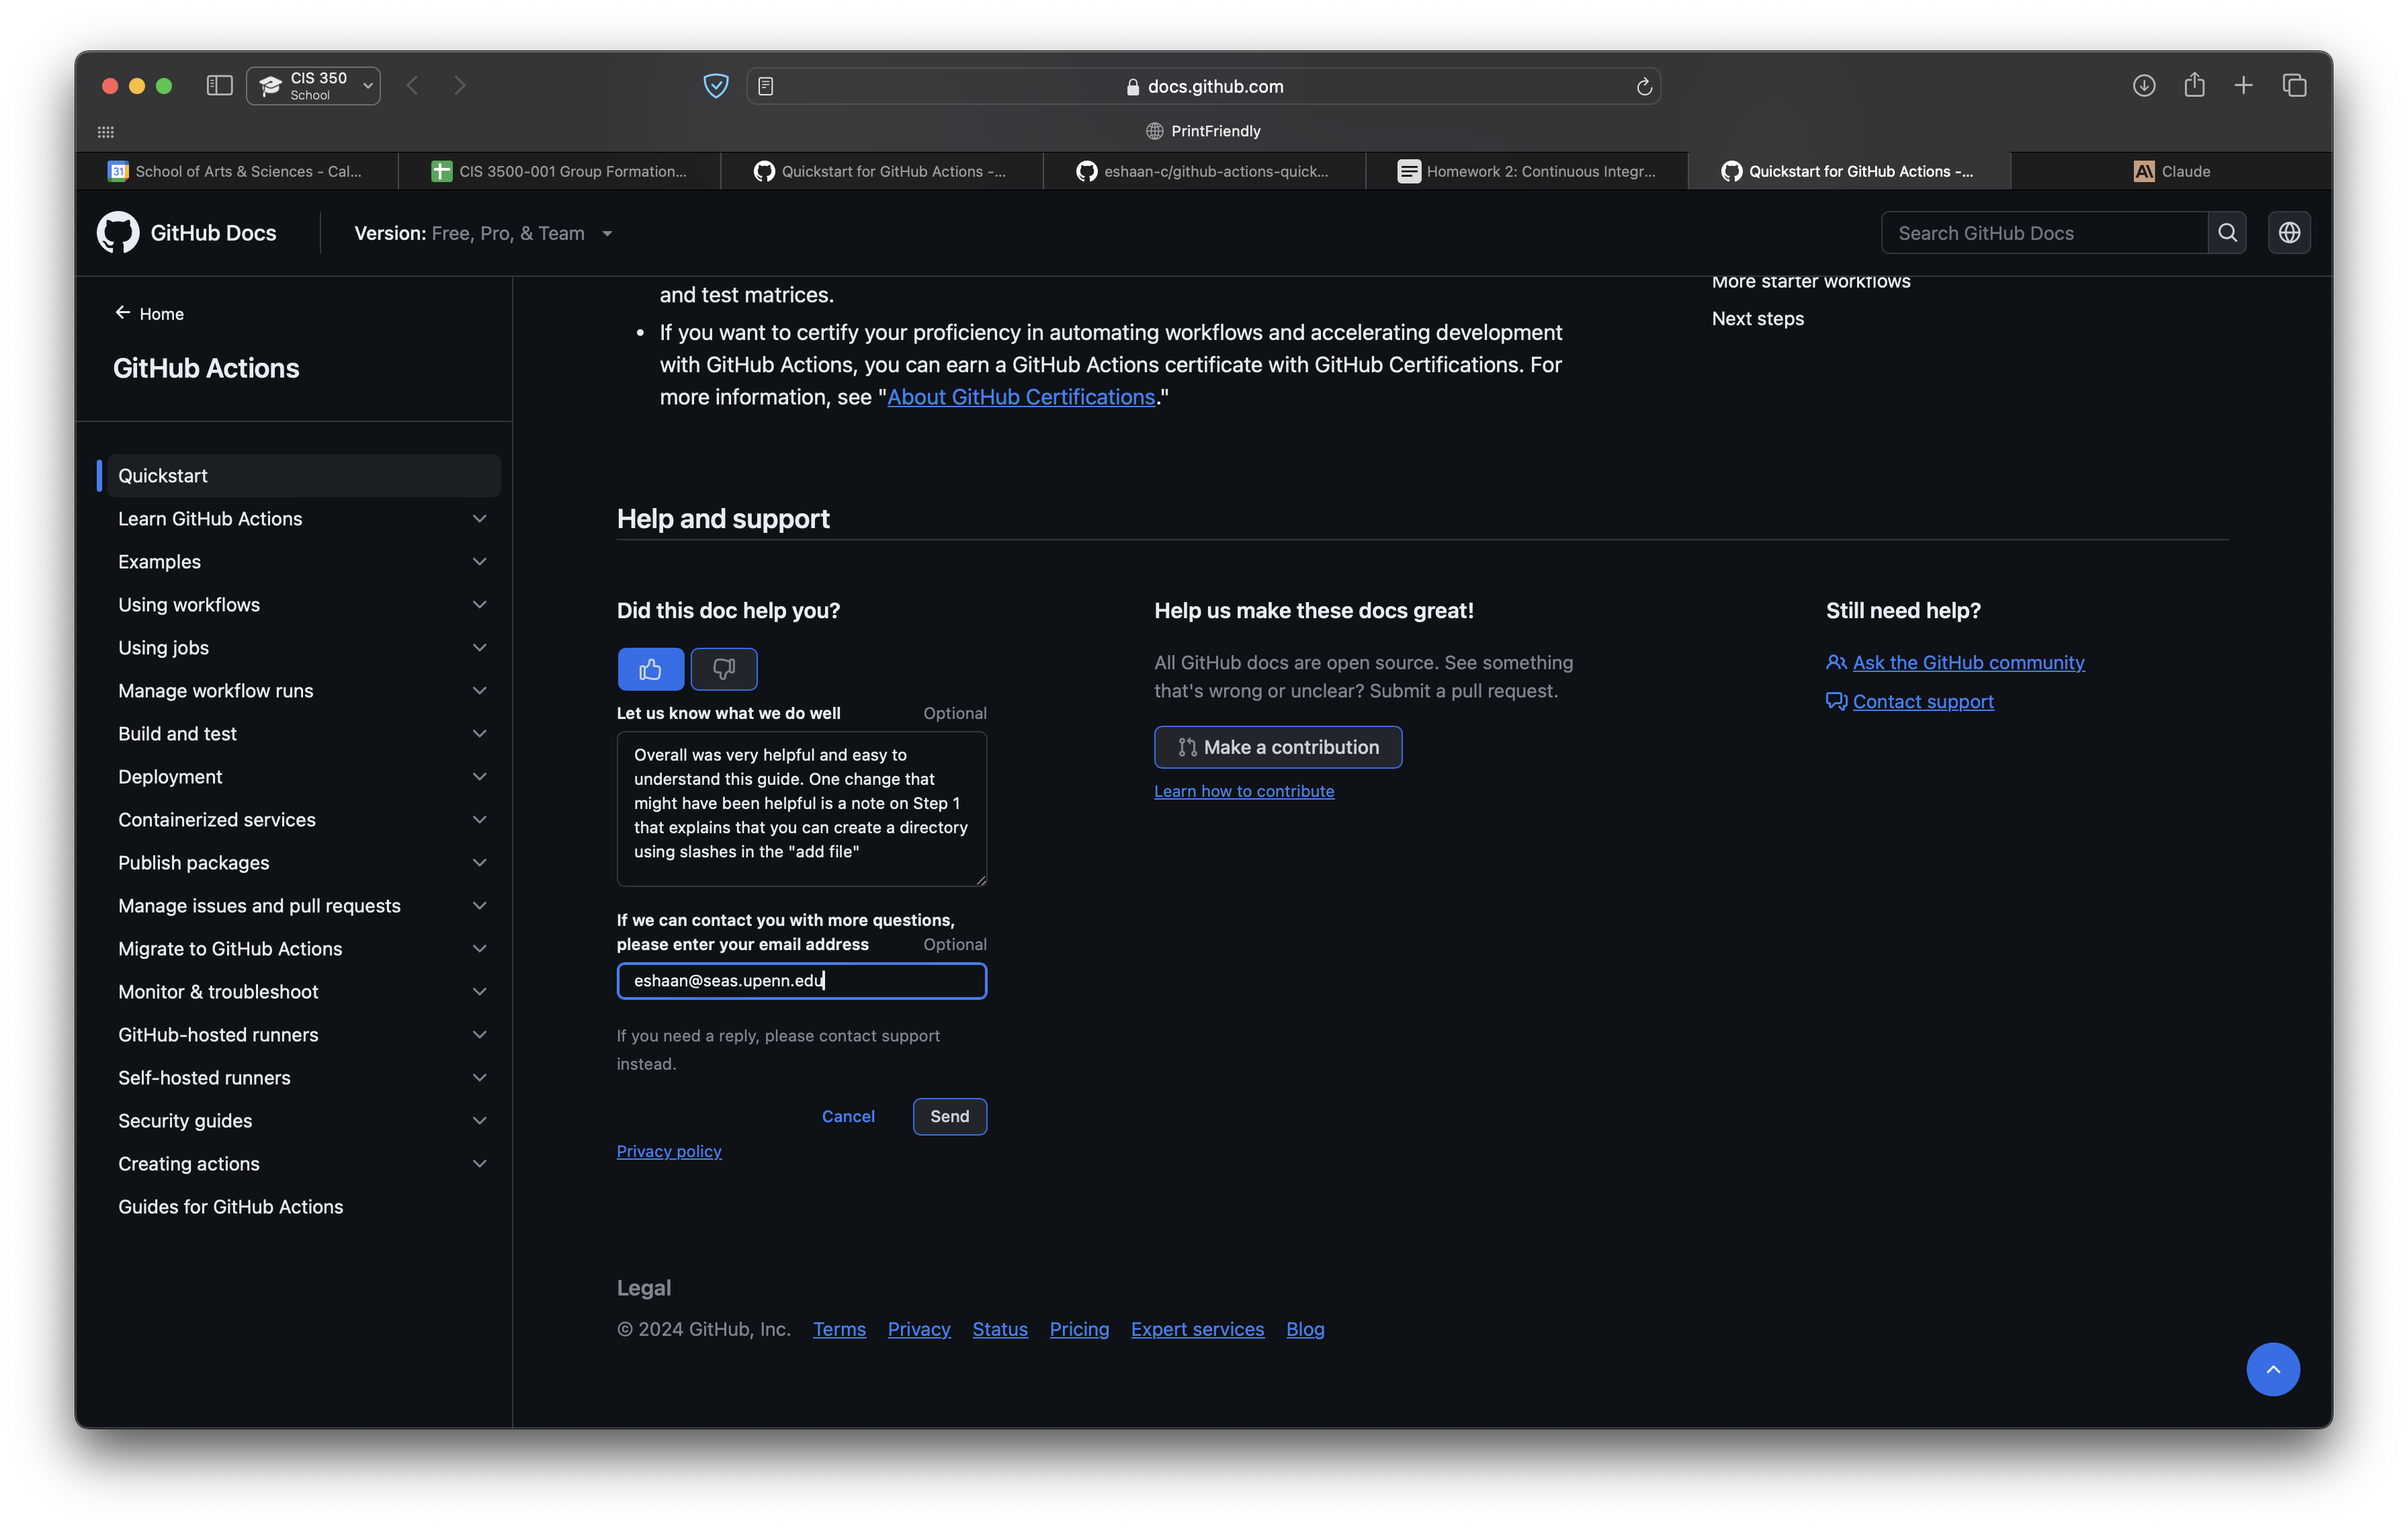 CIS 350
School
docs.github.com
PrintFriendly
31
School of Arts & Sciences - Cal...
CIS 3500-001 Group Formation...
Quickstart for GitHub Actions -...
eshaan-c/github-actions-quick...
Homework 2: Continuous Integr...
Quickstart for GitHub Actions -...
A\
Claude
GitHub Docs
Version: Free, Pro, & Team
Search GitHub Docs
Home
GitHub Actions
Quickstart
Learn GitHub Actions
Examples
Using workflows
Using jobs
Manage workflow runs
Build and test
Deployment
Containerized services
Publish packages
Manage issues and pull requests
Migrate to GitHub Actions
Monitor & troubleshoot
GitHub-hosted runners
Self-hosted runners
Security guides
Creating actions
Guides for GitHub Actions
and test matrices.
• If you want to certify your proficiency in automating workflows and accelerating development
with GitHub Actions, you can earn a GitHub Actions certificate with GitHub Certifications. For
more information, see "About GitHub Certifications."
More starter workflows
Next steps
Help and support
Did this doc help you?
Let us know what we do well Optional
Overall was very helpful and easy to
understand this guide. One change that
might have been helpful is a note on Step 1
that explains that you can create a directory
using slashes in the "add file"
If we can contact you with more questions,
please enter your email address Optional
eshaan@seas.upenn.edu
If you need a reply, please contact support
instead.
Cancel
Send
Privacy policy
Help us make these docs great!
All GitHub docs are open source. See something
that's wrong or unclear? Submit a pull request.
Make a contribution
Learn how to contribute
Still need help?
Ask the GitHub community
Contact support
Legal
© 2024 GitHub, Inc. Terms Privacy Status Pricing Expert services Blog